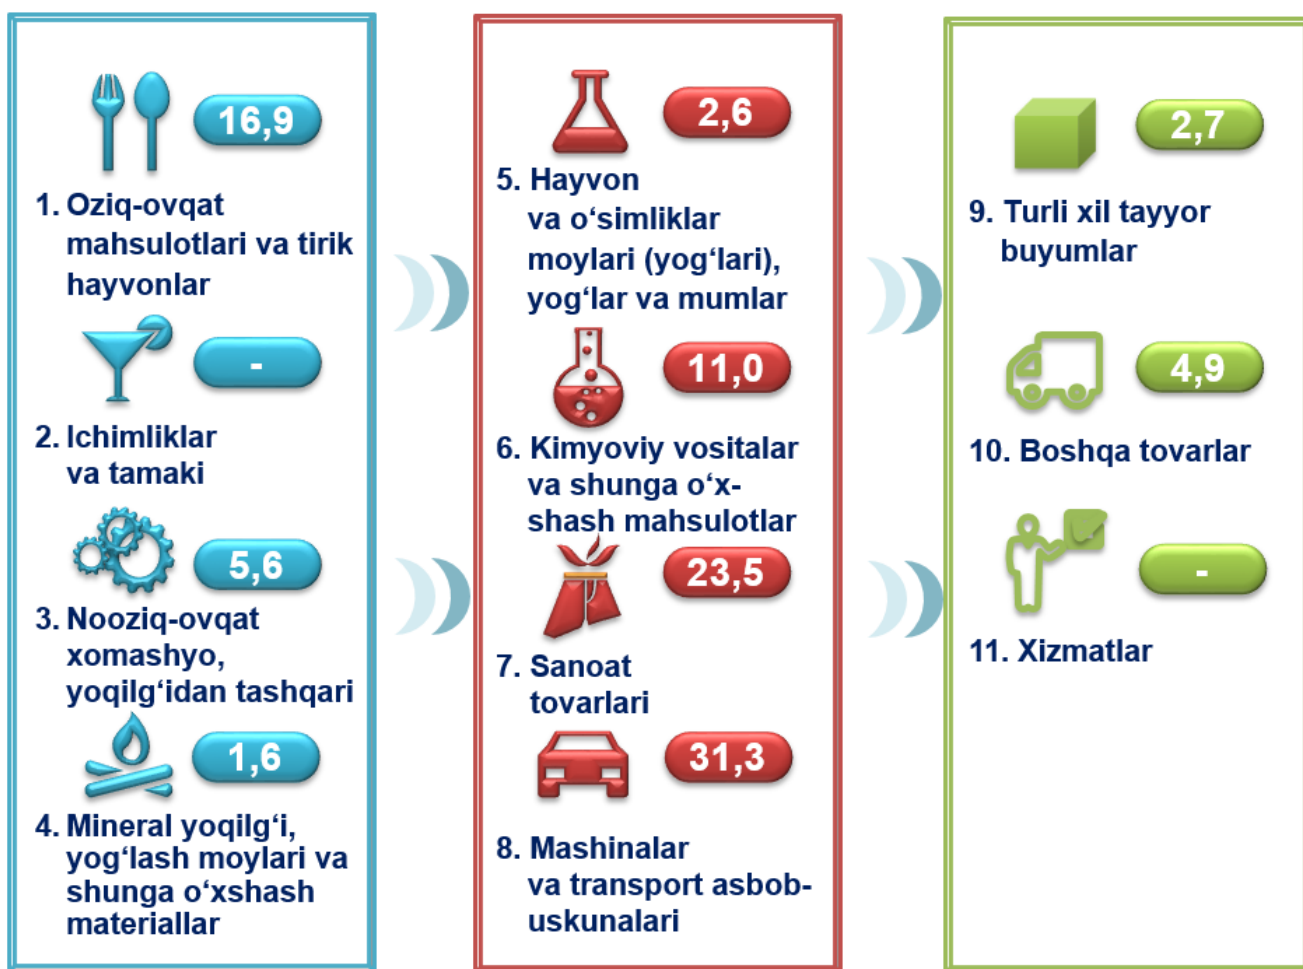 16,9
1. Oziq-ovqat
mahsulotlari va tirik
hayvonlar
-
2. Ichimliklar
va tamaki
5,6
3. Nooziq-ovqat
xomashyo,
yoqilg‘idan tashqari
1,6
4. Mineral yoqilg‘i,
yog‘lash moylari va
shunga o‘xshash
materiallar
2,6
5. Hayvon
va o‘simliklar
moylari (yog‘lari),
yog‘lar va mumlar
11,0
6. Kimyoviy vositalar
va shunga o‘x-
shash mahsulotlar
23,5
7. Sanoat
tovarlari
31,3
8. Mashinalar
va transport asbob-
uskunalari
2,7
9. Turli xil tayyor
buyumlar
4,9
10. Boshqa tovarlar
-
11. Xizmatlar